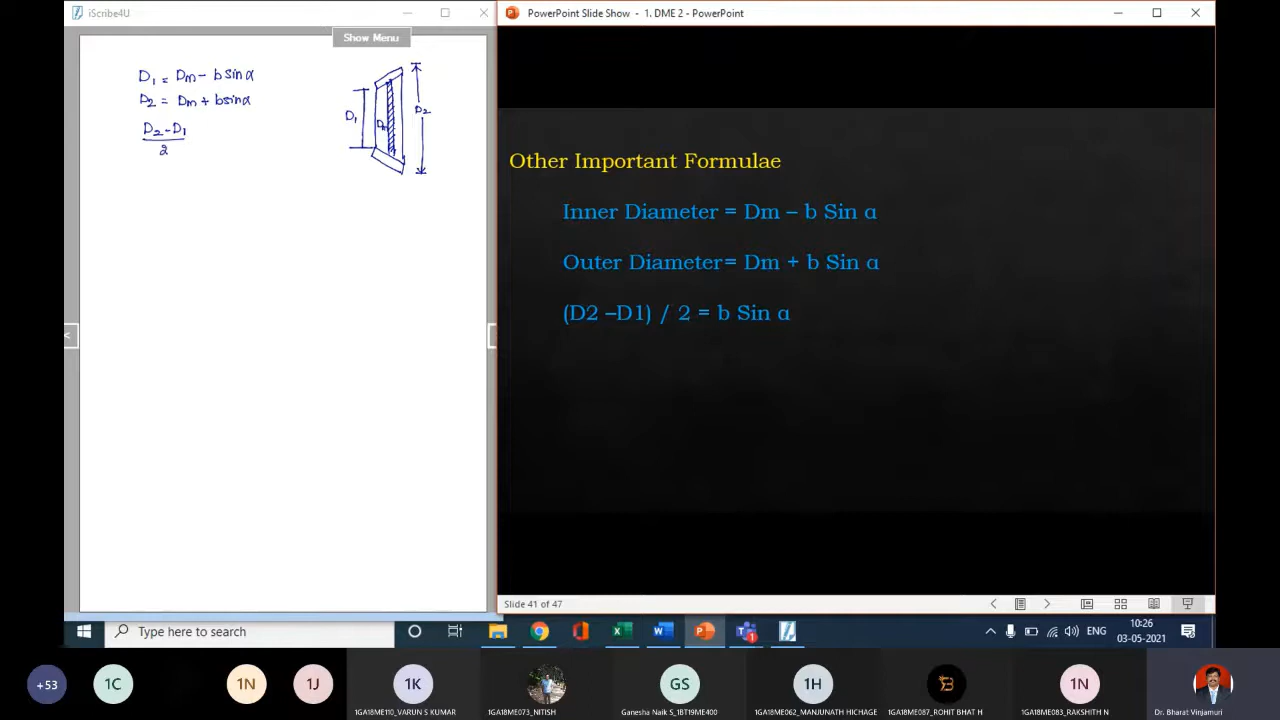 iScribe4U
Show Menu
D1 = Dm - b sin α
D2 = Dm + b sin α
D2 - D1
2
D1
Dm
D2
PowerPoint Slide Show - 1. DME 2 - PowerPoint
Other Important Formulae
Inner Diameter = Dm – b Sin α
Outer Diameter= Dm + b Sin α
(D2 –D1) / 2 = b Sin α
Slide 41 of 47
Type here to search
1
ENG
10:26
03-05-2021
+53
1C
1N
1J
1K
1GA18ME110_VARUN S KUMAR
1GA18ME073_NITISH
GS
Ganesha Naik S_1BT19ME400
1H
1GA18ME062_MANJUNATH HICHAGE
1GA18ME087_ROHIT BHAT H
1N
1GA18ME083_RAKSHITH N
Dr. Bharat Vinjamuri